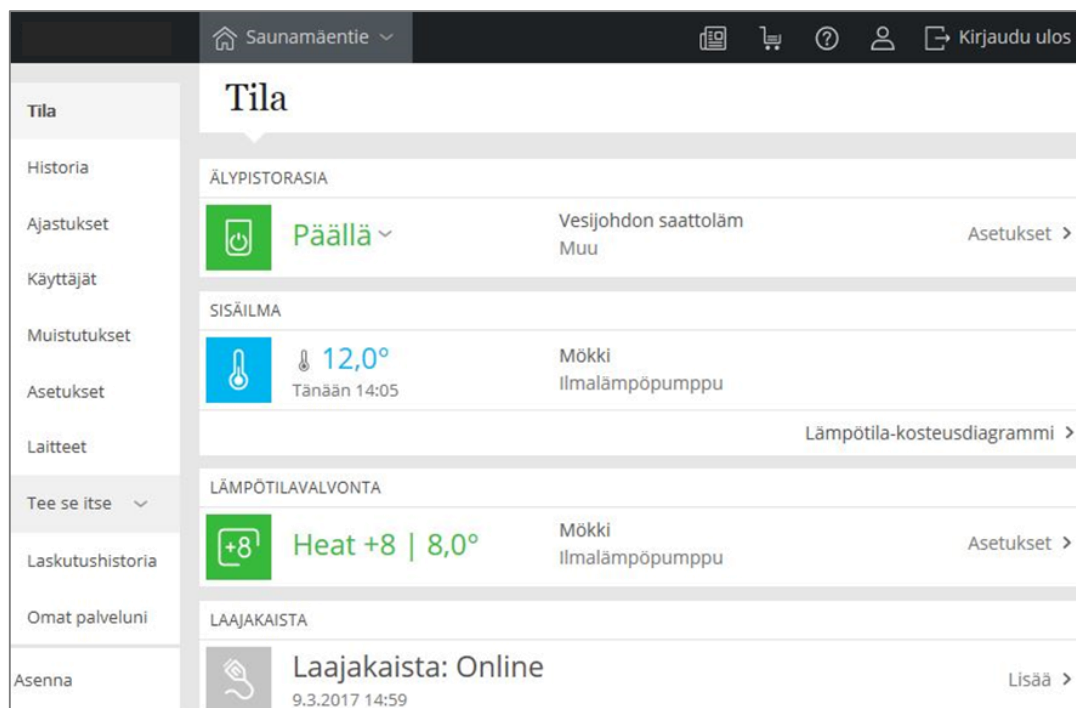 Saunamäentie
Kirjaudu ulos
Tila
Historia
Ajastukset
Käyttäjät
Muistutukset
Asetukset
Laitteet
Tee se itse
Laskutushistoria
Omat palveluni
Asenna
Tila
ÄLYPISTORASIA
Päällä
Vesijohdon saattoläm
Muu
Asetukset
SISÄILMA
12,0°
Tänään 14:05
Mökki
Ilmalämpöpumppu
Lämpötila-kosteusdiagrammi
LÄMPÖTILAVALVONTA
+8
Heat +8 | 8,0°
Mökki
Ilmalämpöpumppu
Asetukset
LAAJAKAISTA
Laajakaista: Online
9.3.2017 14:59
Lisää